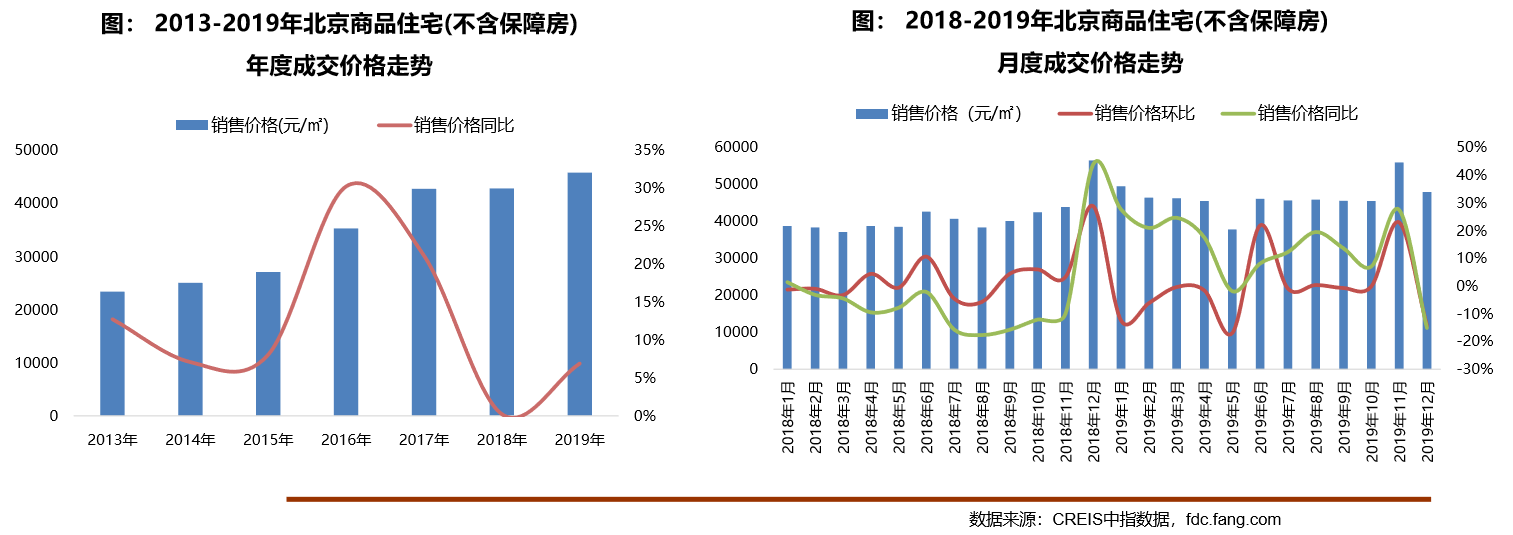 图： 2013-2019年北京商品住宅(不含保障房)
年度成交价格走势
销售价格(元/㎡)
销售价格同比
50000
40000
30000
20000
10000
0
35%
30%
25%
20%
15%
10%
5%
0%
2013年
2014年
2015年
2016年
2017年
2018年
2019年
图： 2018-2019年北京商品住宅(不含保障房)
月度成交价格走势
销售价格（元/㎡）
销售价格环比
销售价格同比
60000
50000
40000
30000
20000
10000
0
50%
40%
30%
20%
10%
0%
-10%
-20%
-30%
2018年1月
2018年2月
2018年3月
2018年4月
2018年5月
2018年6月
2018年7月
2018年8月
2018年9月
2018年10月
2018年11月
2018年12月
2019年1月
2019年2月
2019年3月
2019年4月
2019年5月
2019年6月
2019年7月
2019年8月
2019年9月
2019年10月
2019年11月
2019年12月
数据来源：CREIS中指数据，fdc.fang.com